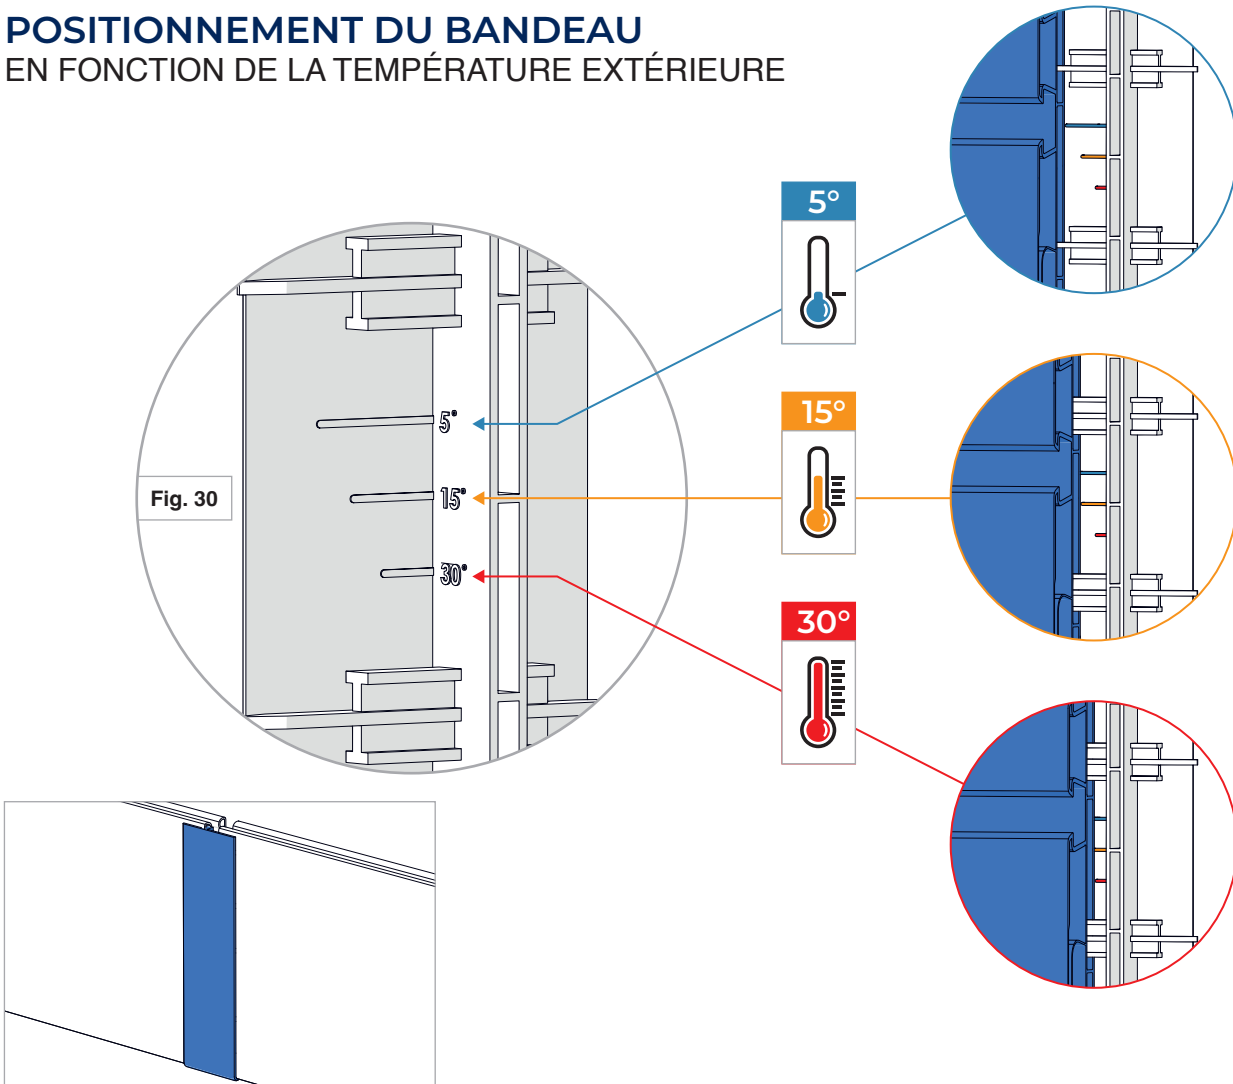 POSITIONNEMENT DU BANDEAU
EN FONCTION DE LA TEMPÉRATURE EXTÉRIEURE
5°
15°
30°
Fig. 30
5°
15°
30°